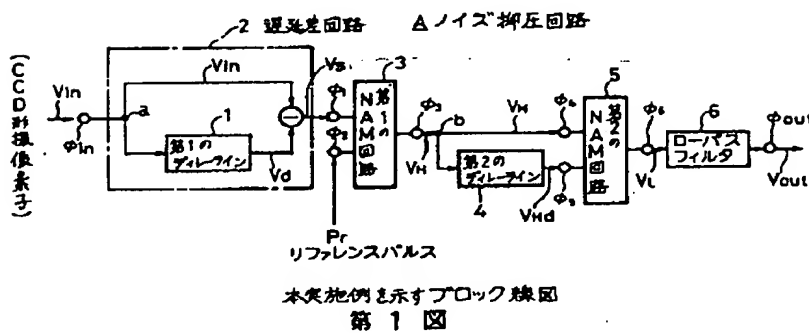 2 遅延差回路
A ノイズ抑圧回路
(CCD形撮像素子)
Vin
φin
a
Vin
1
第1の
ディレーライン
Vd
VS
φ1
φ2
3
第1の
NAM回路
φ3
VH
b
VH
第2の
ディレーライン
4
VHd
φ4
φ5
5
第2の
NAM回路
φ6
VL
6
ローパス
フィルタ
φout
Vout
Pr
リファレンスパルス
本実施例を示すブロック線図
第 1 図